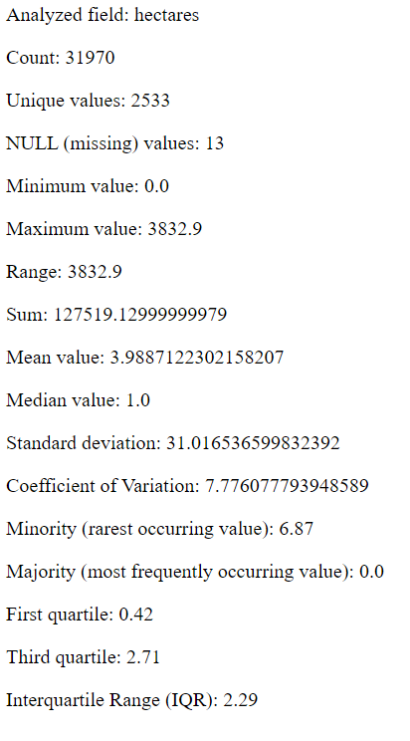 Analyzed field: hectares
Count: 31970
Unique values: 2533
NULL (missing) values: 13
Minimum value: 0.0
Maximum value: 3832.9
Range: 3832.9
Sum: 127519.12999999979
Mean value: 3.9887122302158207
Median value: 1.0
Standard deviation: 31.016536599832392
Coefficient of Variation: 7.776077793948589
Minority (rarest occurring value): 6.87
Majority (most frequently occurring value): 0.0
First quartile: 0.42
Third quartile: 2.71
Interquartile Range (IQR): 2.29